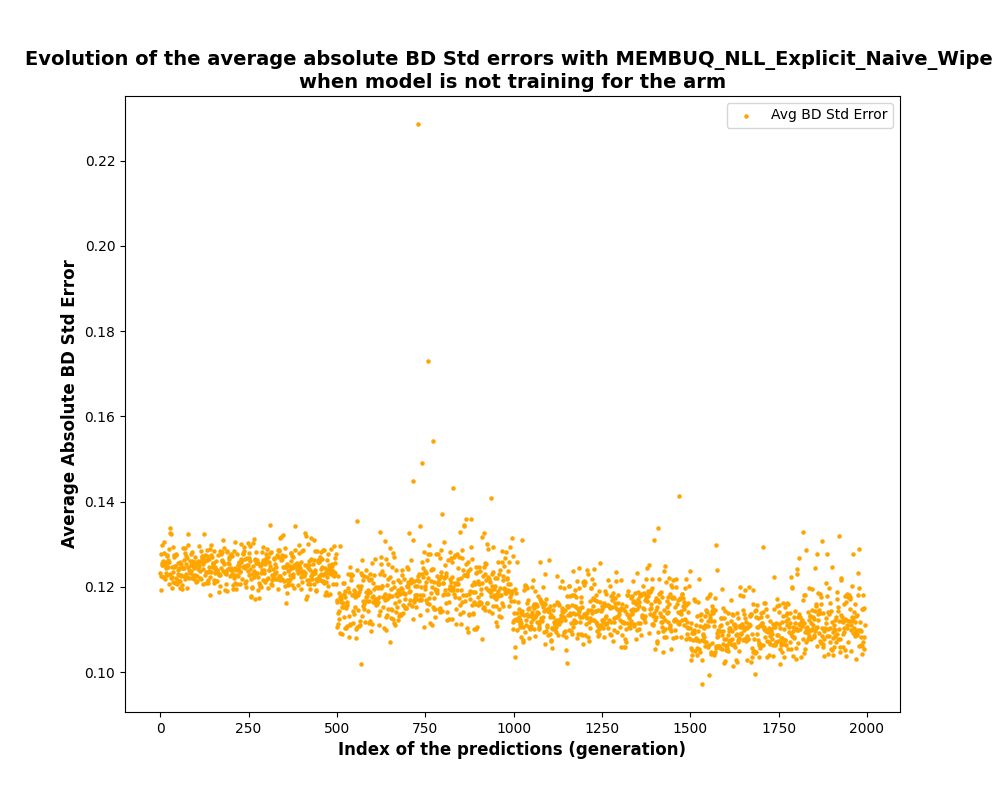 Evolution of the average absolute BD Std errors with MEMBUQ_NLL_Explicit_Naive_Wipe
when model is not training for the arm
Avg BD Std Error
0.22
0.20
0.18
0.16
0.14
0.12
0.10
Average Absolute BD Std Error
0 250 500 750 1000 1250 1500 1750 2000
Index of the predictions (generation)